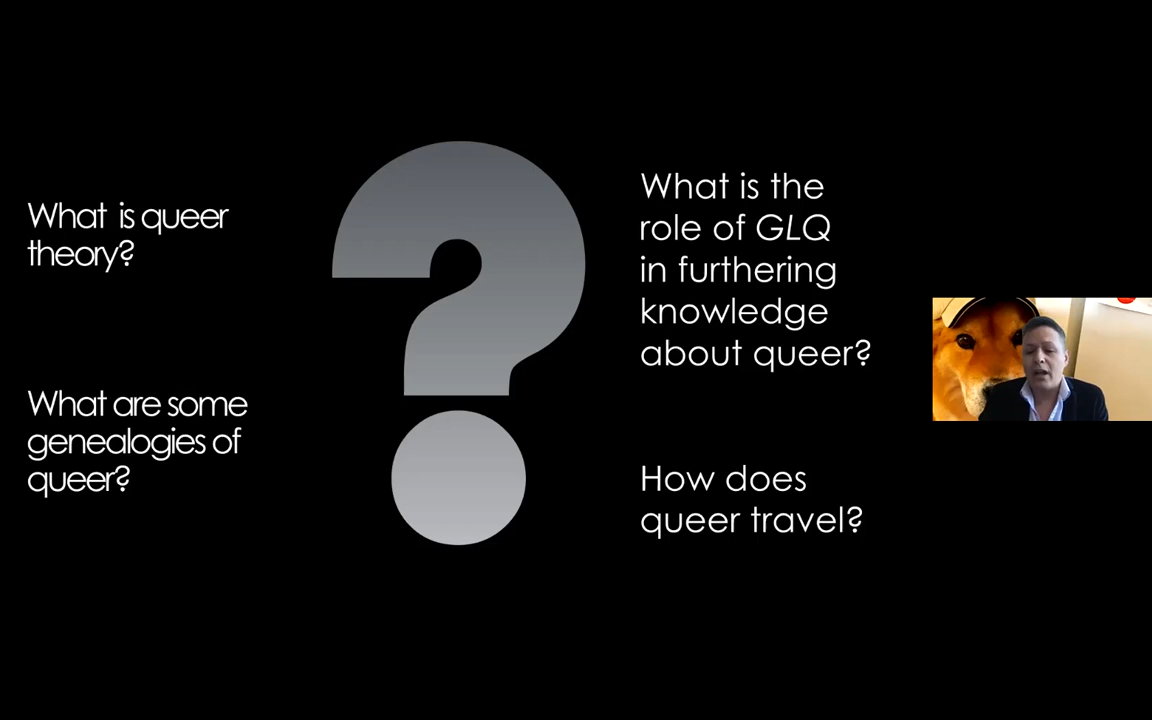 What is queer
theory?
What are some
genealogies of
queer?
What is the
role of GLQ
in furthering
knowledge
about queer?
How does
queer travel?